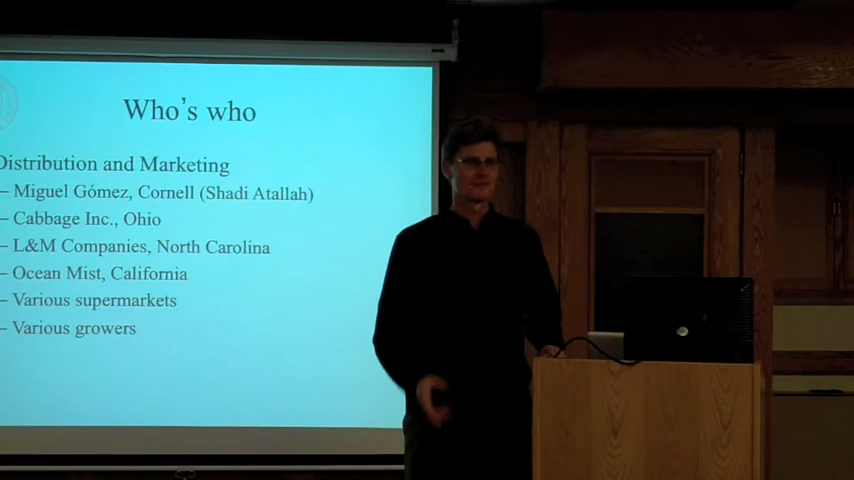 Who's who
Distribution and Marketing
– Miguel Gómez, Cornell (Shadi Atallah)
– Cabbage Inc., Ohio
– L&M Companies, North Carolina
– Ocean Mist, California
– Various supermarkets
– Various growers